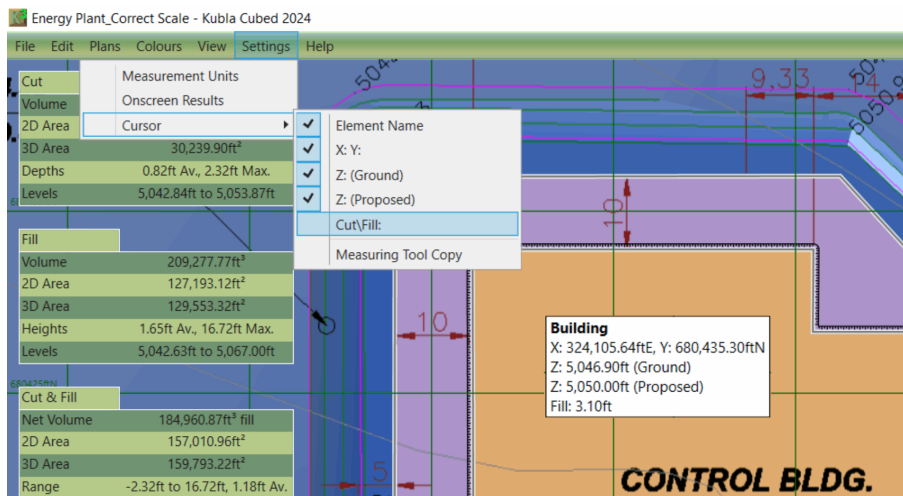 Energy Plant_Correct Scale - Kubla Cubed 2024
File Edit Plans Colours View Settings Help
Measurement Units
Onscreen Results
Cursor
Element Name
X: Y:
Z: (Ground)
Z: (Proposed)
Cut\Fill:
Measuring Tool Copy
Cut
Volume
2D Area
3D Area 30,239.90ft²
Depths 0.82ft Av., 2.32ft Max.
Levels 5,042.84ft to 5,053.87ft
Fill
Volume 209,277.77ft³
2D Area 127,193.12ft²
3D Area 129,553.32ft²
Heights 1.65ft Av., 16.72ft Max.
Levels 5,042.63ft to 5,067.00ft
680425ftN
Cut & Fill
Net Volume 184,960.87ft³ fill
2D Area 157,010.96ft²
3D Area 159,793.22ft²
Range -2.32ft to 16.72ft, 1.18ft Av.
9,33
10
10
5
Building
X: 324,105.64ftE, Y: 680,435.30ftN
Z: 5,046.90ft (Ground)
Z: 5,050.00ft (Proposed)
Fill: 3.10ft
CONTROL BLDG.